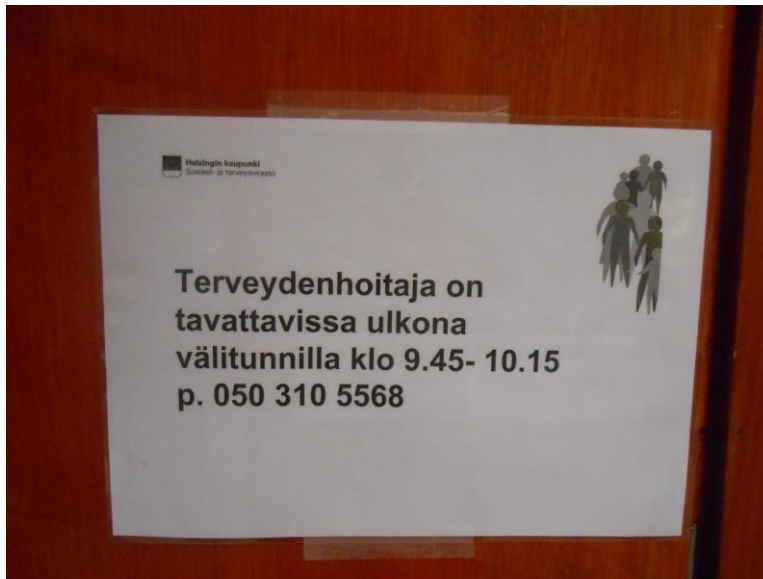 Helsingin kaupunki
Sosiaali- ja terveysvirasto
Terveydenhoitaja on
tavattavissa ulkona
välitunnilla klo 9.45- 10.15
p. 050 310 5568